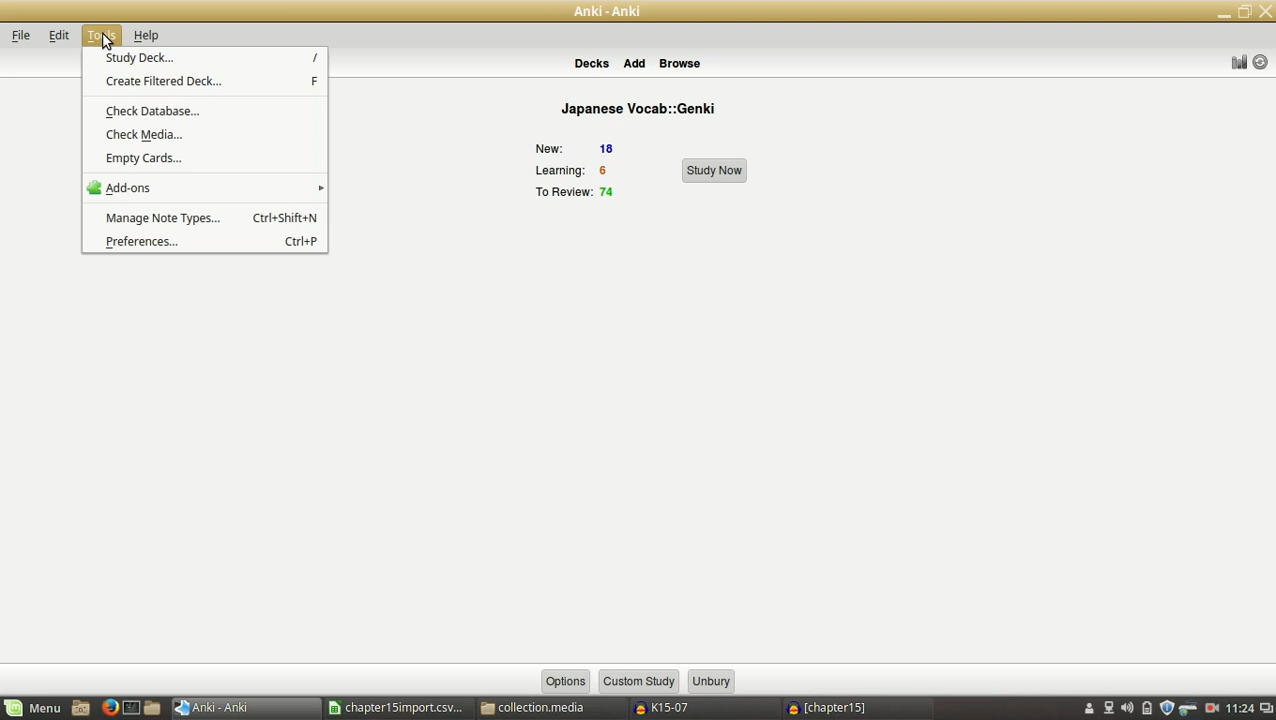 Anki - Anki
File Edit Tools Help
Decks Add Browse
Study Deck... /
Create Filtered Deck... F
Check Database...
Check Media...
Empty Cards...
Add-ons
Manage Note Types... Ctrl+Shift+N
Preferences... Ctrl+P
Japanese Vocab::Genki
New: 18
Learning: 6
To Review: 74
Study Now
Options Custom Study Unbury
Menu Anki - Anki chapter15import.csv... collection.media K15-07 [chapter15] 11:24